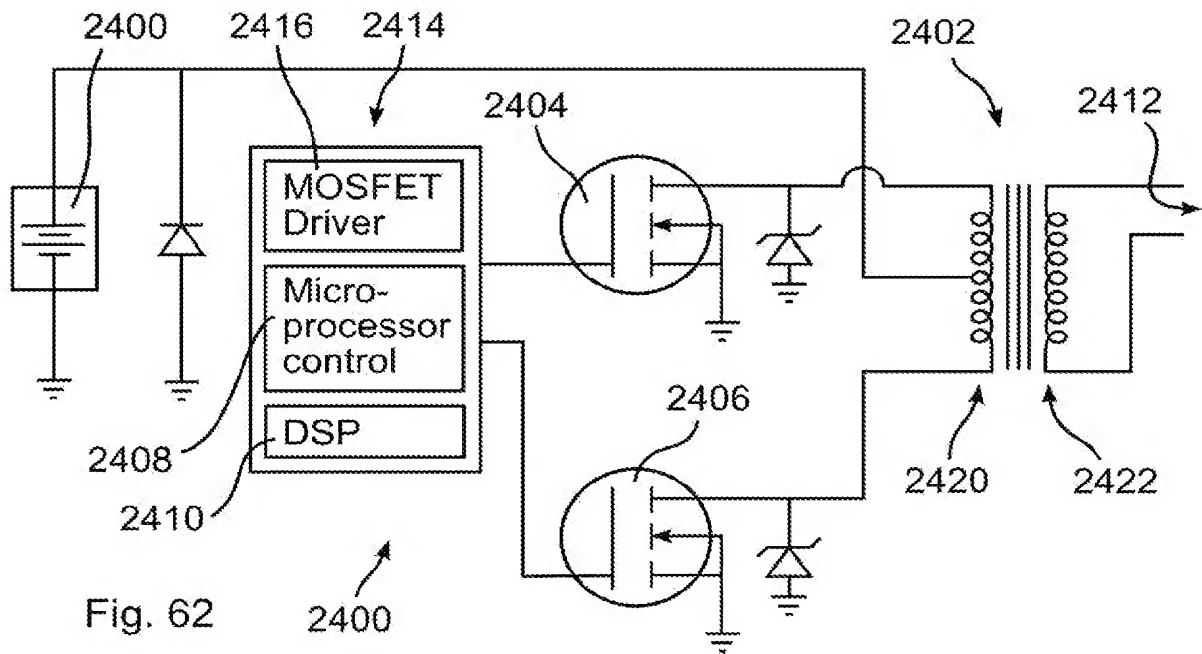 2400
2416
2414
2402
2404
2412
MOSFET
Driver
Micro-
processor
control
2406
DSP
2408
2410
2420
2422
Fig. 62
2400